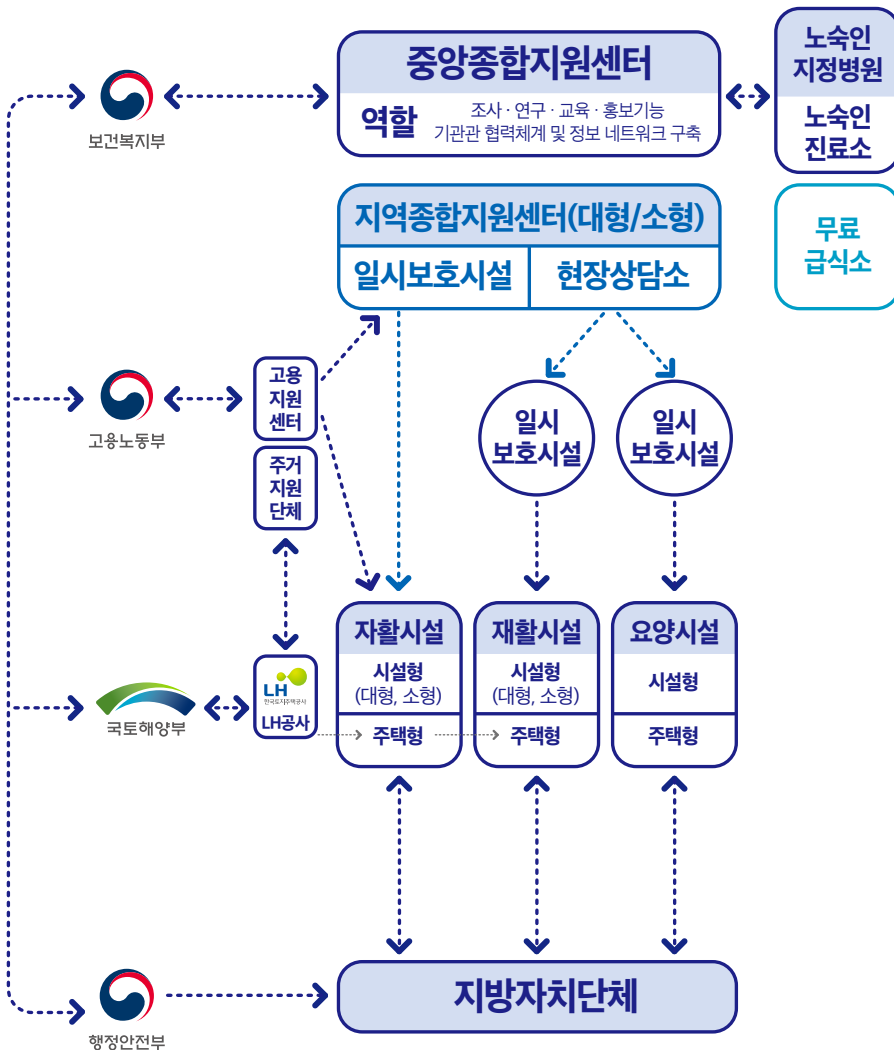 중앙종합지원센터
역할
조사 · 연구 · 교육 · 홍보기능
기관관 협력체계 및 정보 네트워크 구축
노숙인
지정병원
노숙인
진료소
보건복지부
지역종합지원센터(대형/소형)
일시보호시설
현장상담소
무료
급식소
고용
지원
센터
고용노동부
일시
보호시설
일시
보호시설
주거
지원
단체
자활시설
시설형
(대형, 소형)
주택형
재활시설
시설형
(대형, 소형)
주택형
요양시설
시설형
주택형
LH
한국토지주택공사
LH공사
국토해양부
지방자치단체
행정안전부